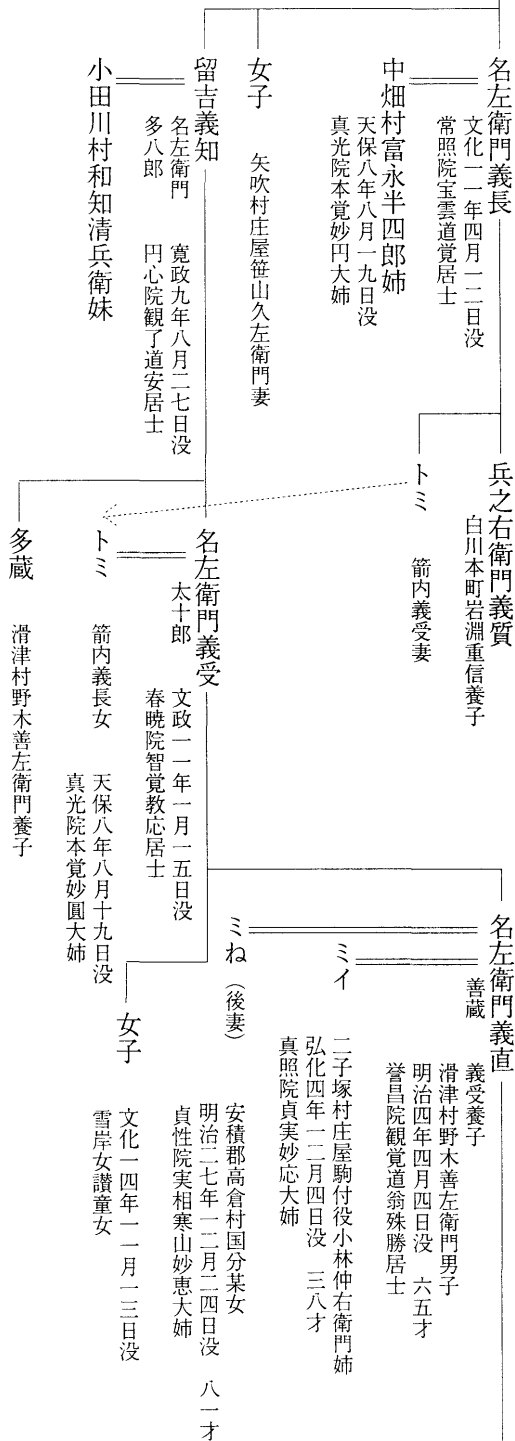 名左衛門義長
文化一一年四月一二日没
常照院宝雲道覚居士
中畑村富永半四郎姉
天保八年八月一九日没
真光院本覚妙円大姉
女子
矢吹村庄屋笹山久左衛門妻
留吉義知
名左衛門　寛政九年八月二七日没
多八郎　円心院観了道安居士
小田川村和知清兵衛妹
兵之右衛門義質
白川本町岩淵重信養子
トミ　箭内義受妻
名左衛門義受
太十郎　文政一一年一月一五日没
春暁院智覚教応居士
トミ　箭内義長女　天保八年八月十九日没
真光院本覚妙圓大姉
多蔵　滑津村野木善左衛門養子
名左衛門義直
善蔵　義受養子
滑津村野木善左衛門男子
明治四年四月四日没　六五才
誉昌院観覚道翁殊勝居士
ミイ
二子塚村庄屋駒付役小林仲右衛門姉
弘化四年一二月四日没　三八才
真照院貞実妙応大姉
ミね（後妻）
安積郡高倉村国分某女
明治二七年一二月二四日没　八一才
貞性院実相寒山妙恵大姉
女子　文化一四年一一月一三日没
雪岸女讃童女